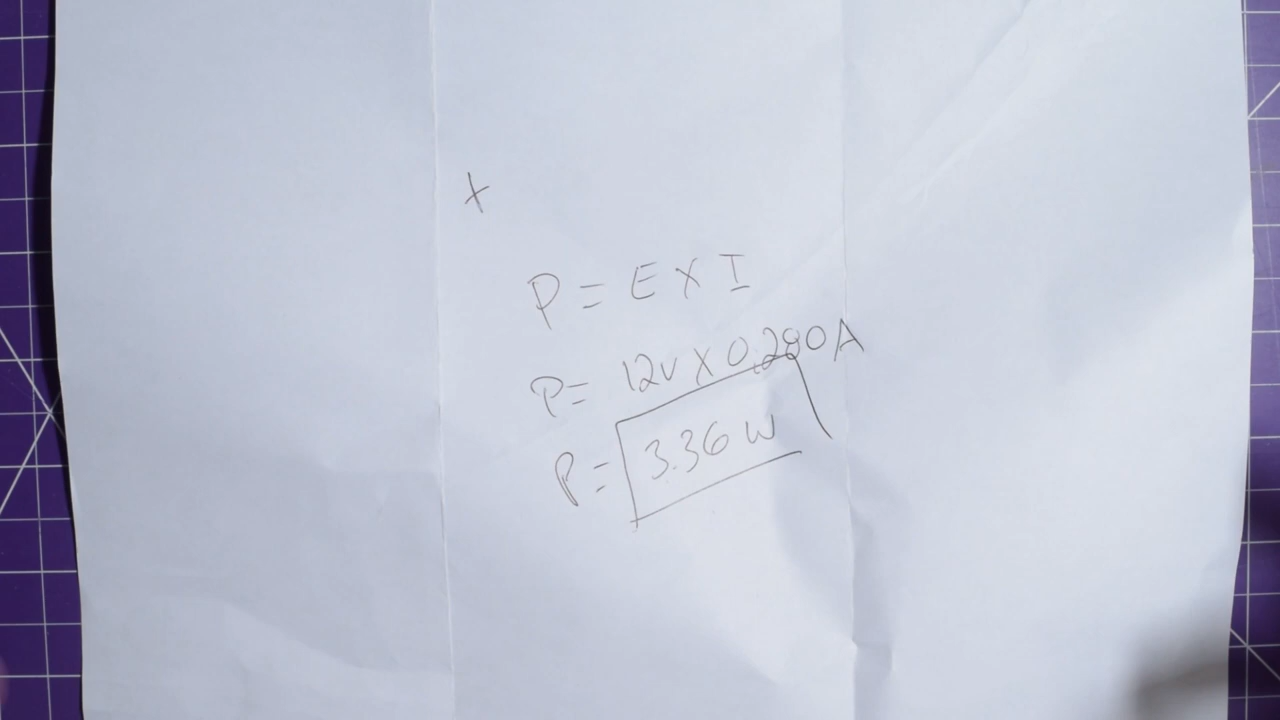 X
P = E X I
P = 12V X 0.280A
P = 3.36 W